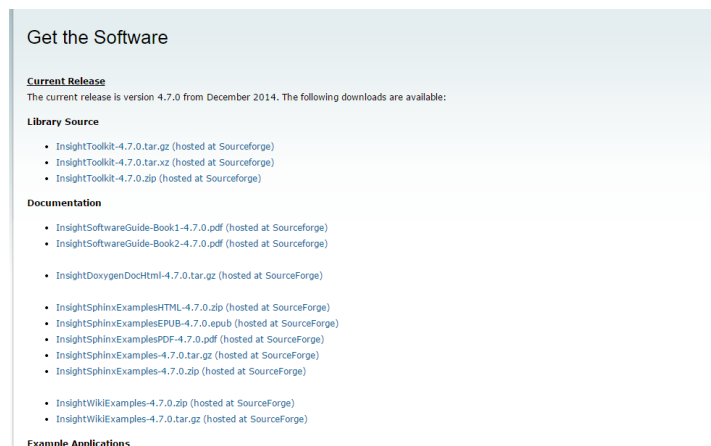 Get the Software
Current Release
The current release is version 4.7.0 from December 2014. The following downloads are available:
Library Source
InsightToolkit-4.7.0.tar.gz (hosted at Sourceforge)
InsightToolkit-4.7.0.tar.xz (hosted at Sourceforge)
InsightToolkit-4.7.0.zip (hosted at Sourceforge)
Documentation
InsightSoftwareGuide-Book1-4.7.0.pdf (hosted at Sourceforge)
InsightSoftwareGuide-Book2-4.7.0.pdf (hosted at Sourceforge)
InsightDoxygenDocHtml-4.7.0.tar.gz (hosted at SourceForge)
InsightSphinxExamplesHTML-4.7.0.zip (hosted at SourceForge)
InsightSphinxExamplesEPUB-4.7.0.epub (hosted at SourceForge)
InsightSphinxExamplesPDF-4.7.0.pdf (hosted at SourceForge)
InsightSphinxExamples-4.7.0.tar.gz (hosted at SourceForge)
InsightSphinxExamples-4.7.0.zip (hosted at SourceForge)
InsightWikiExamples-4.7.0.zip (hosted at SourceForge)
InsightWikiExamples-4.7.0.tar.gz (hosted at SourceForge)
Example Applications